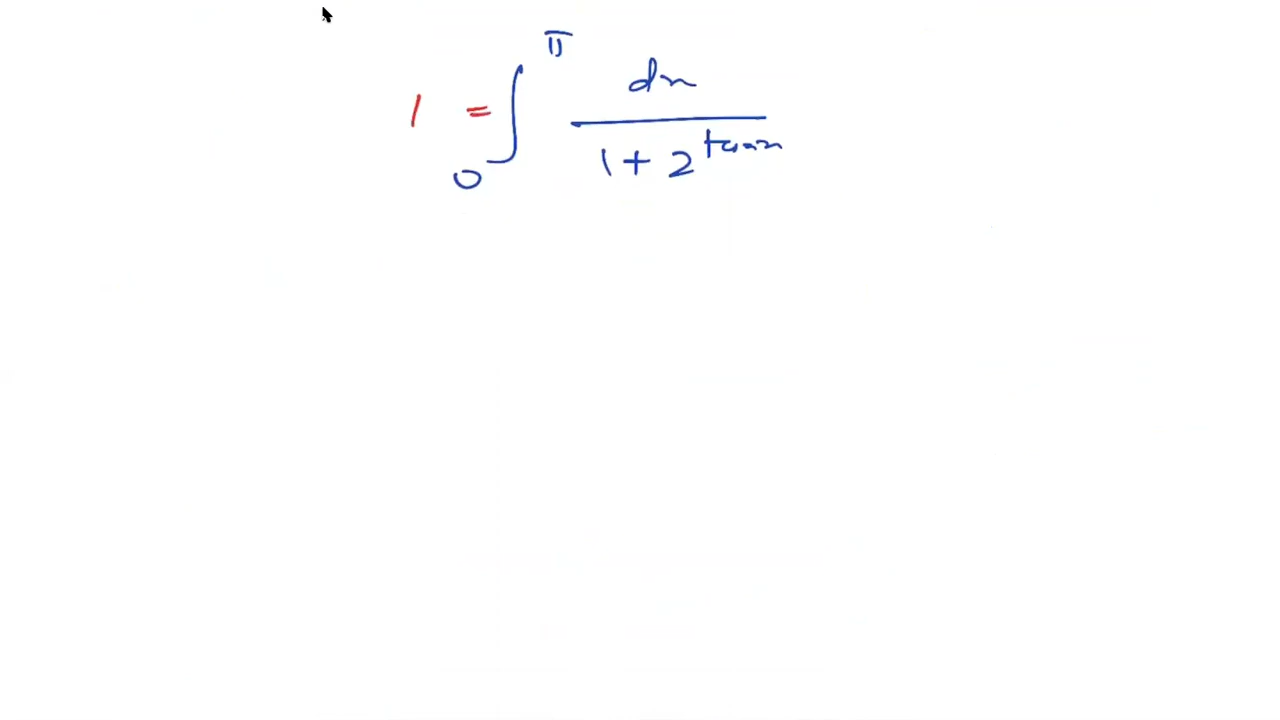 I = ∫₀^π dx / (1 + 2^(tan x))